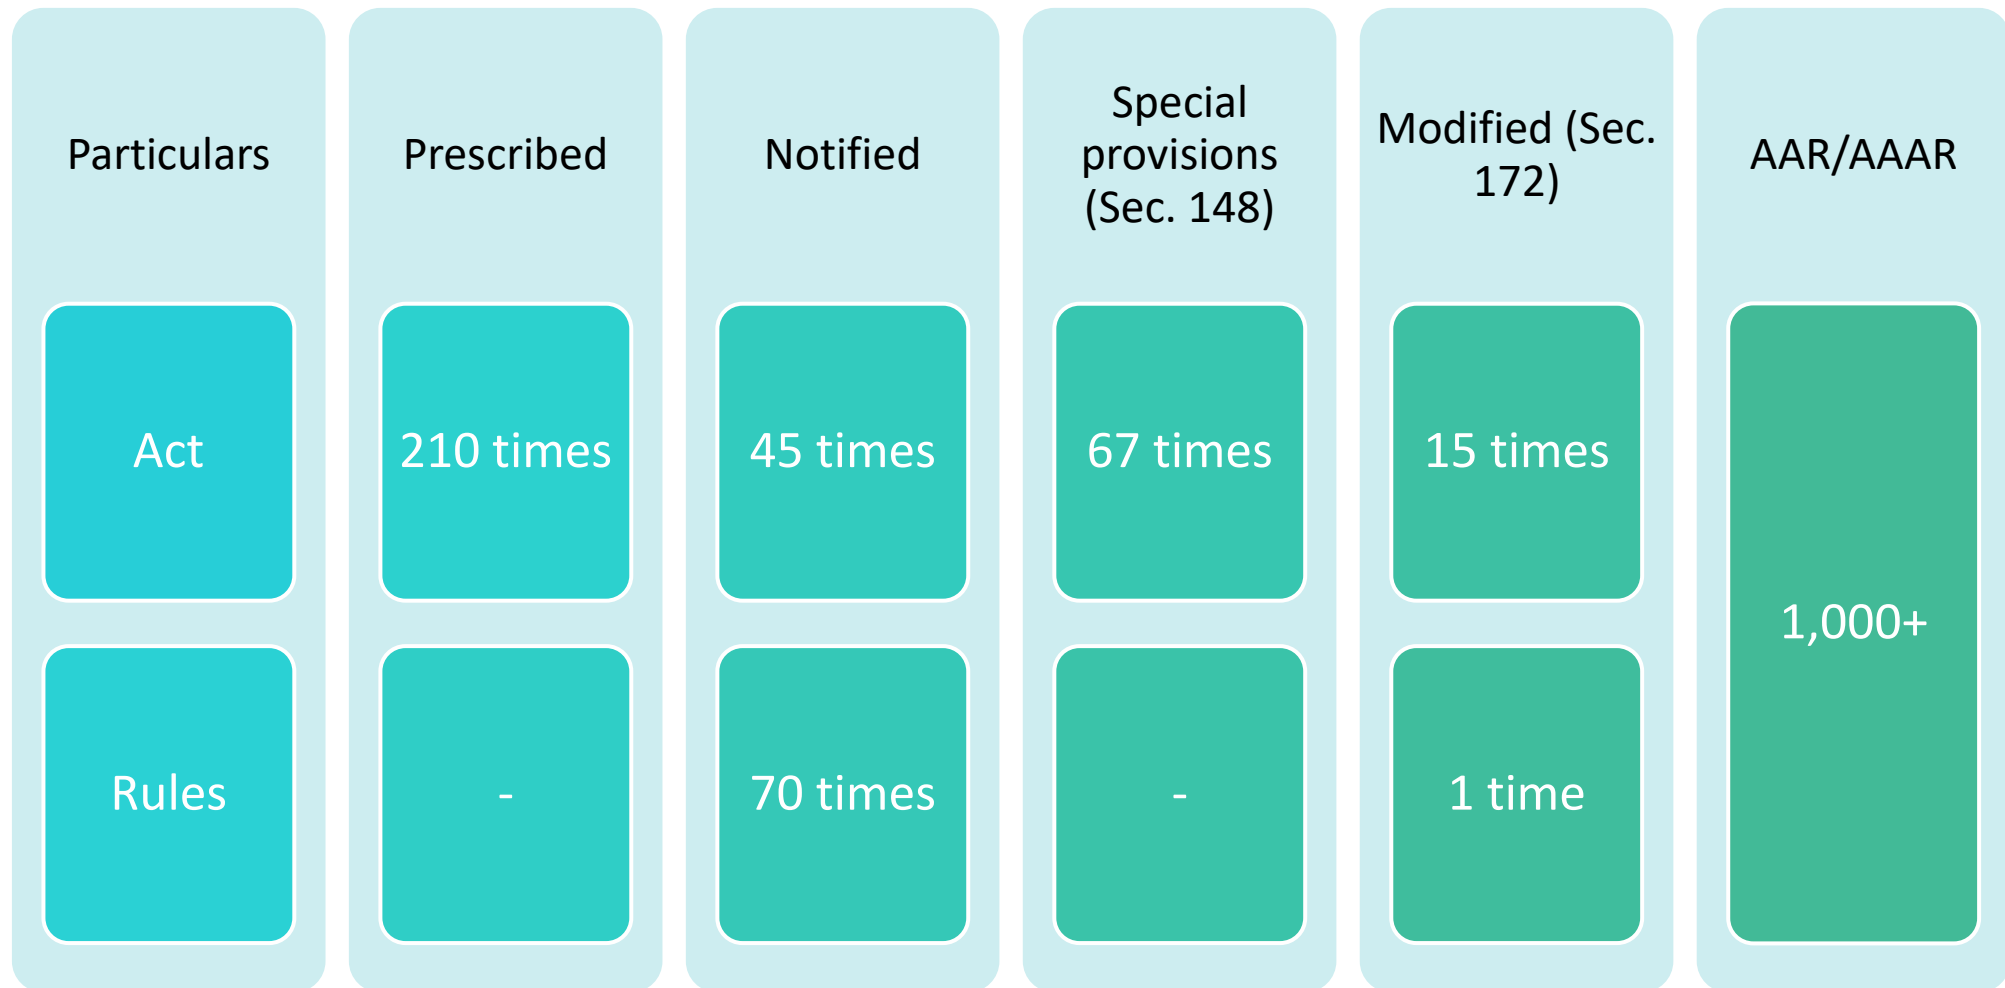 Particulars
Prescribed
Notified
Special
provisions
(Sec. 148)
Modified (Sec.
172)
AAR/AAAR
Act
210 times
45 times
67 times
15 times
1,000+
Rules
-
70 times
-
1 time